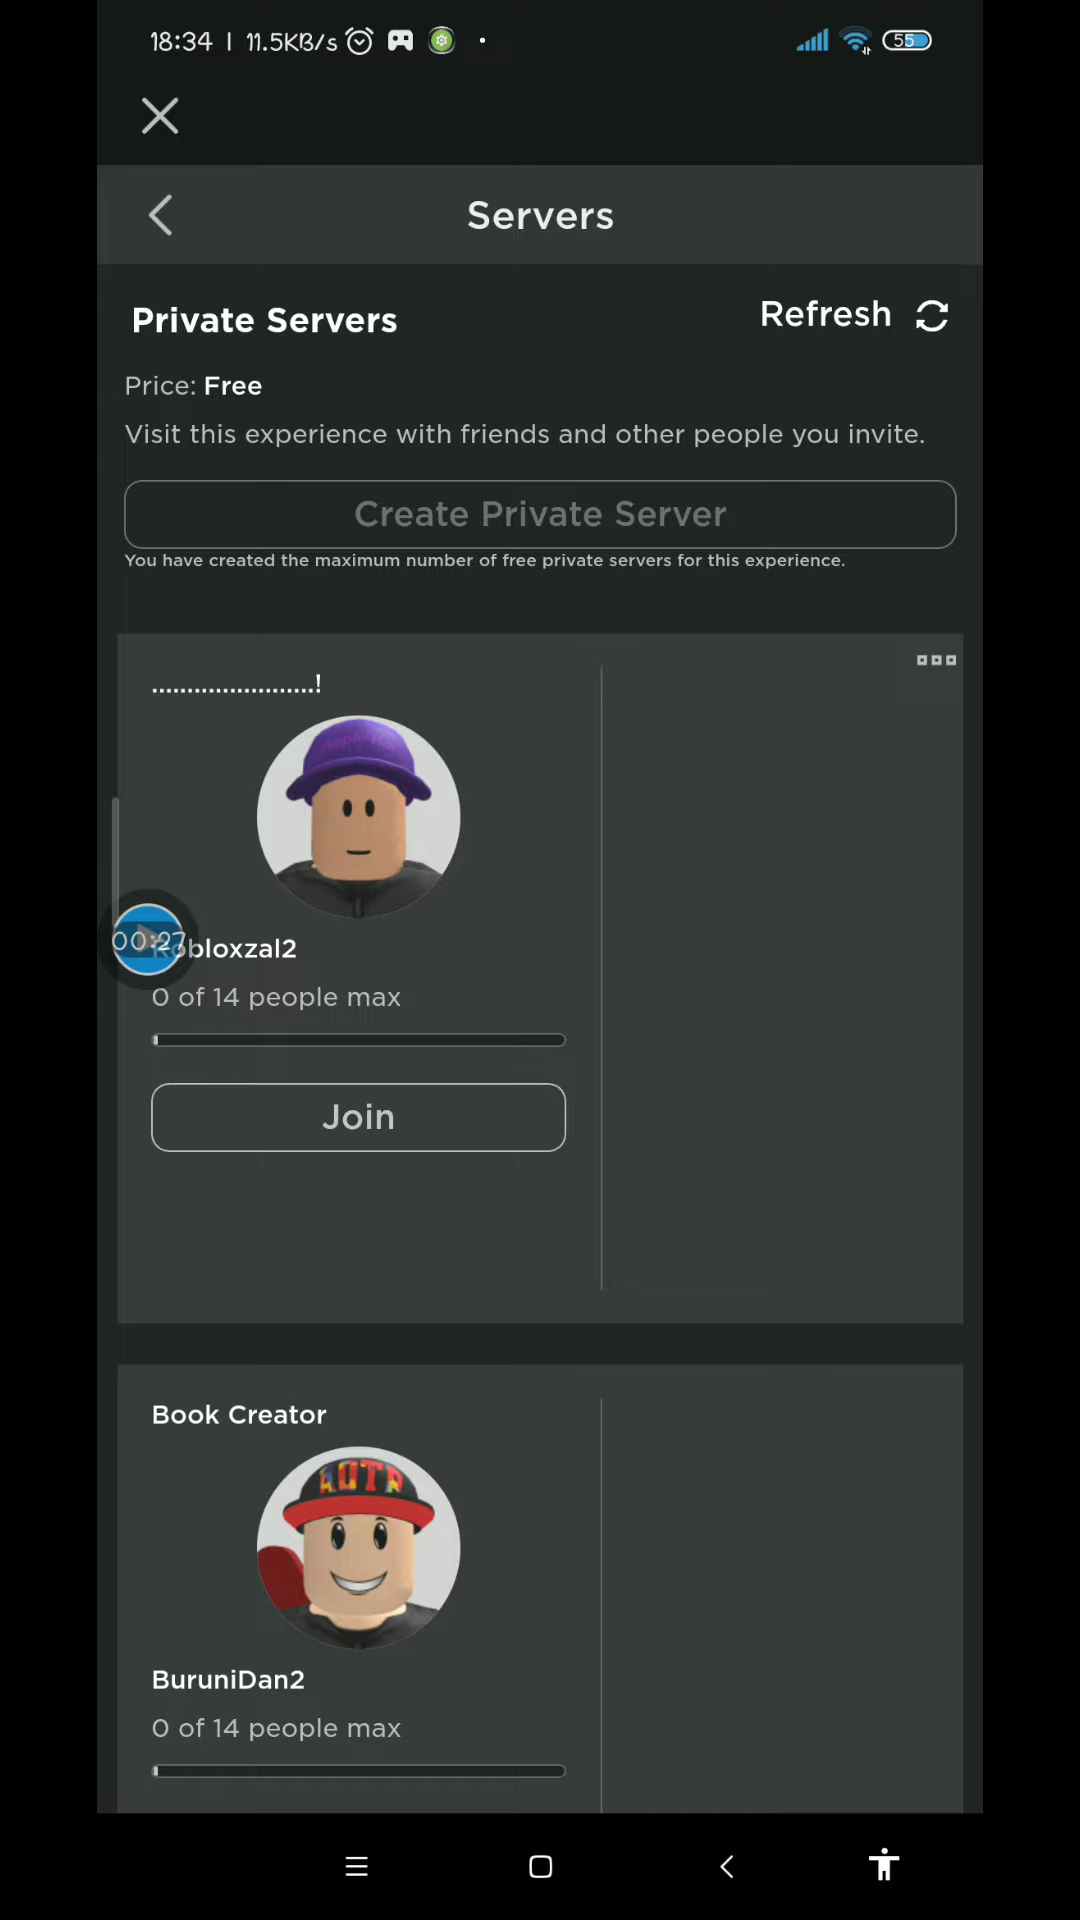 18:34 | 11.5KB/s
55
Servers
Private Servers
Refresh
Price: Free
Visit this experience with friends and other people you invite.
Create Private Server
You have created the maximum number of free private servers for this experience.
.......................!
00:27
Robloxzal2
0 of 14 people max
Join
Book Creator
AOTP
BuruniDan2
0 of 14 people max